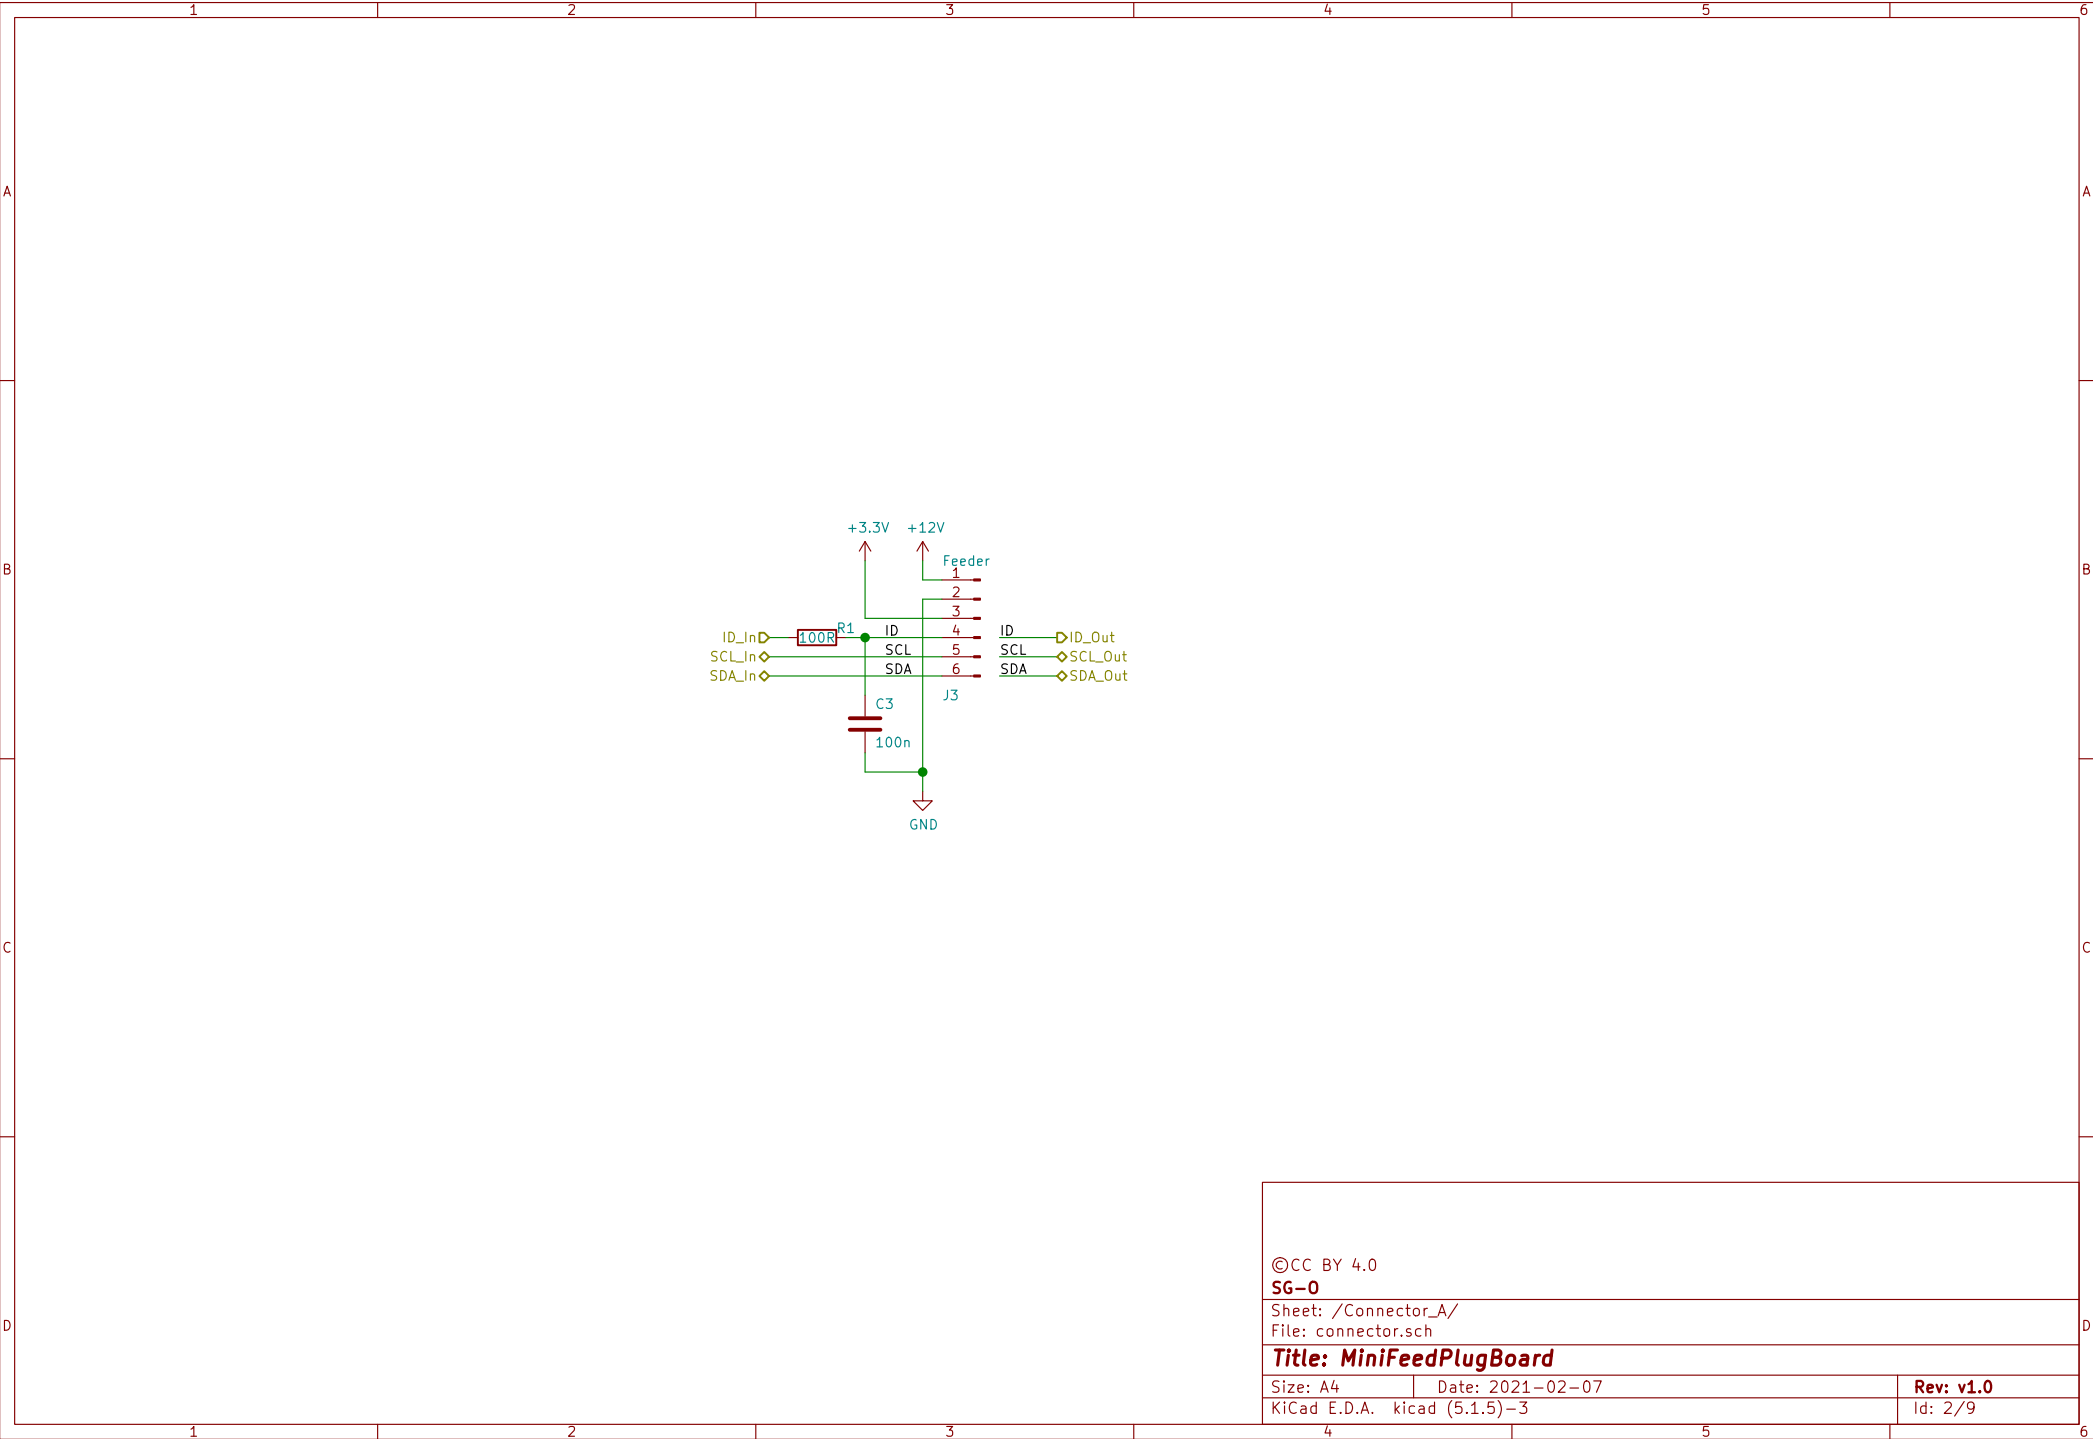 1 2 3 4 5 6
A A
+3.3V +12V
Feeder
B B
1
2
3
ID_In 100R R1 ID 4 ID ID_Out
SCL_In SCL 5 SCL SCL_Out
SDA_In SDA 6 SDA SDA_Out
J3
C3
100n
GND
C C
©CC BY 4.0
SG-O
Sheet: /Connector_A/
D D
File: connector.sch
Title: MiniFeedPlugBoard
Size: A4 Date: 2021-02-07 Rev: v1.0
KiCad E.D.A. kicad (5.1.5)-3 Id: 2/9
1 2 3 4 5 6